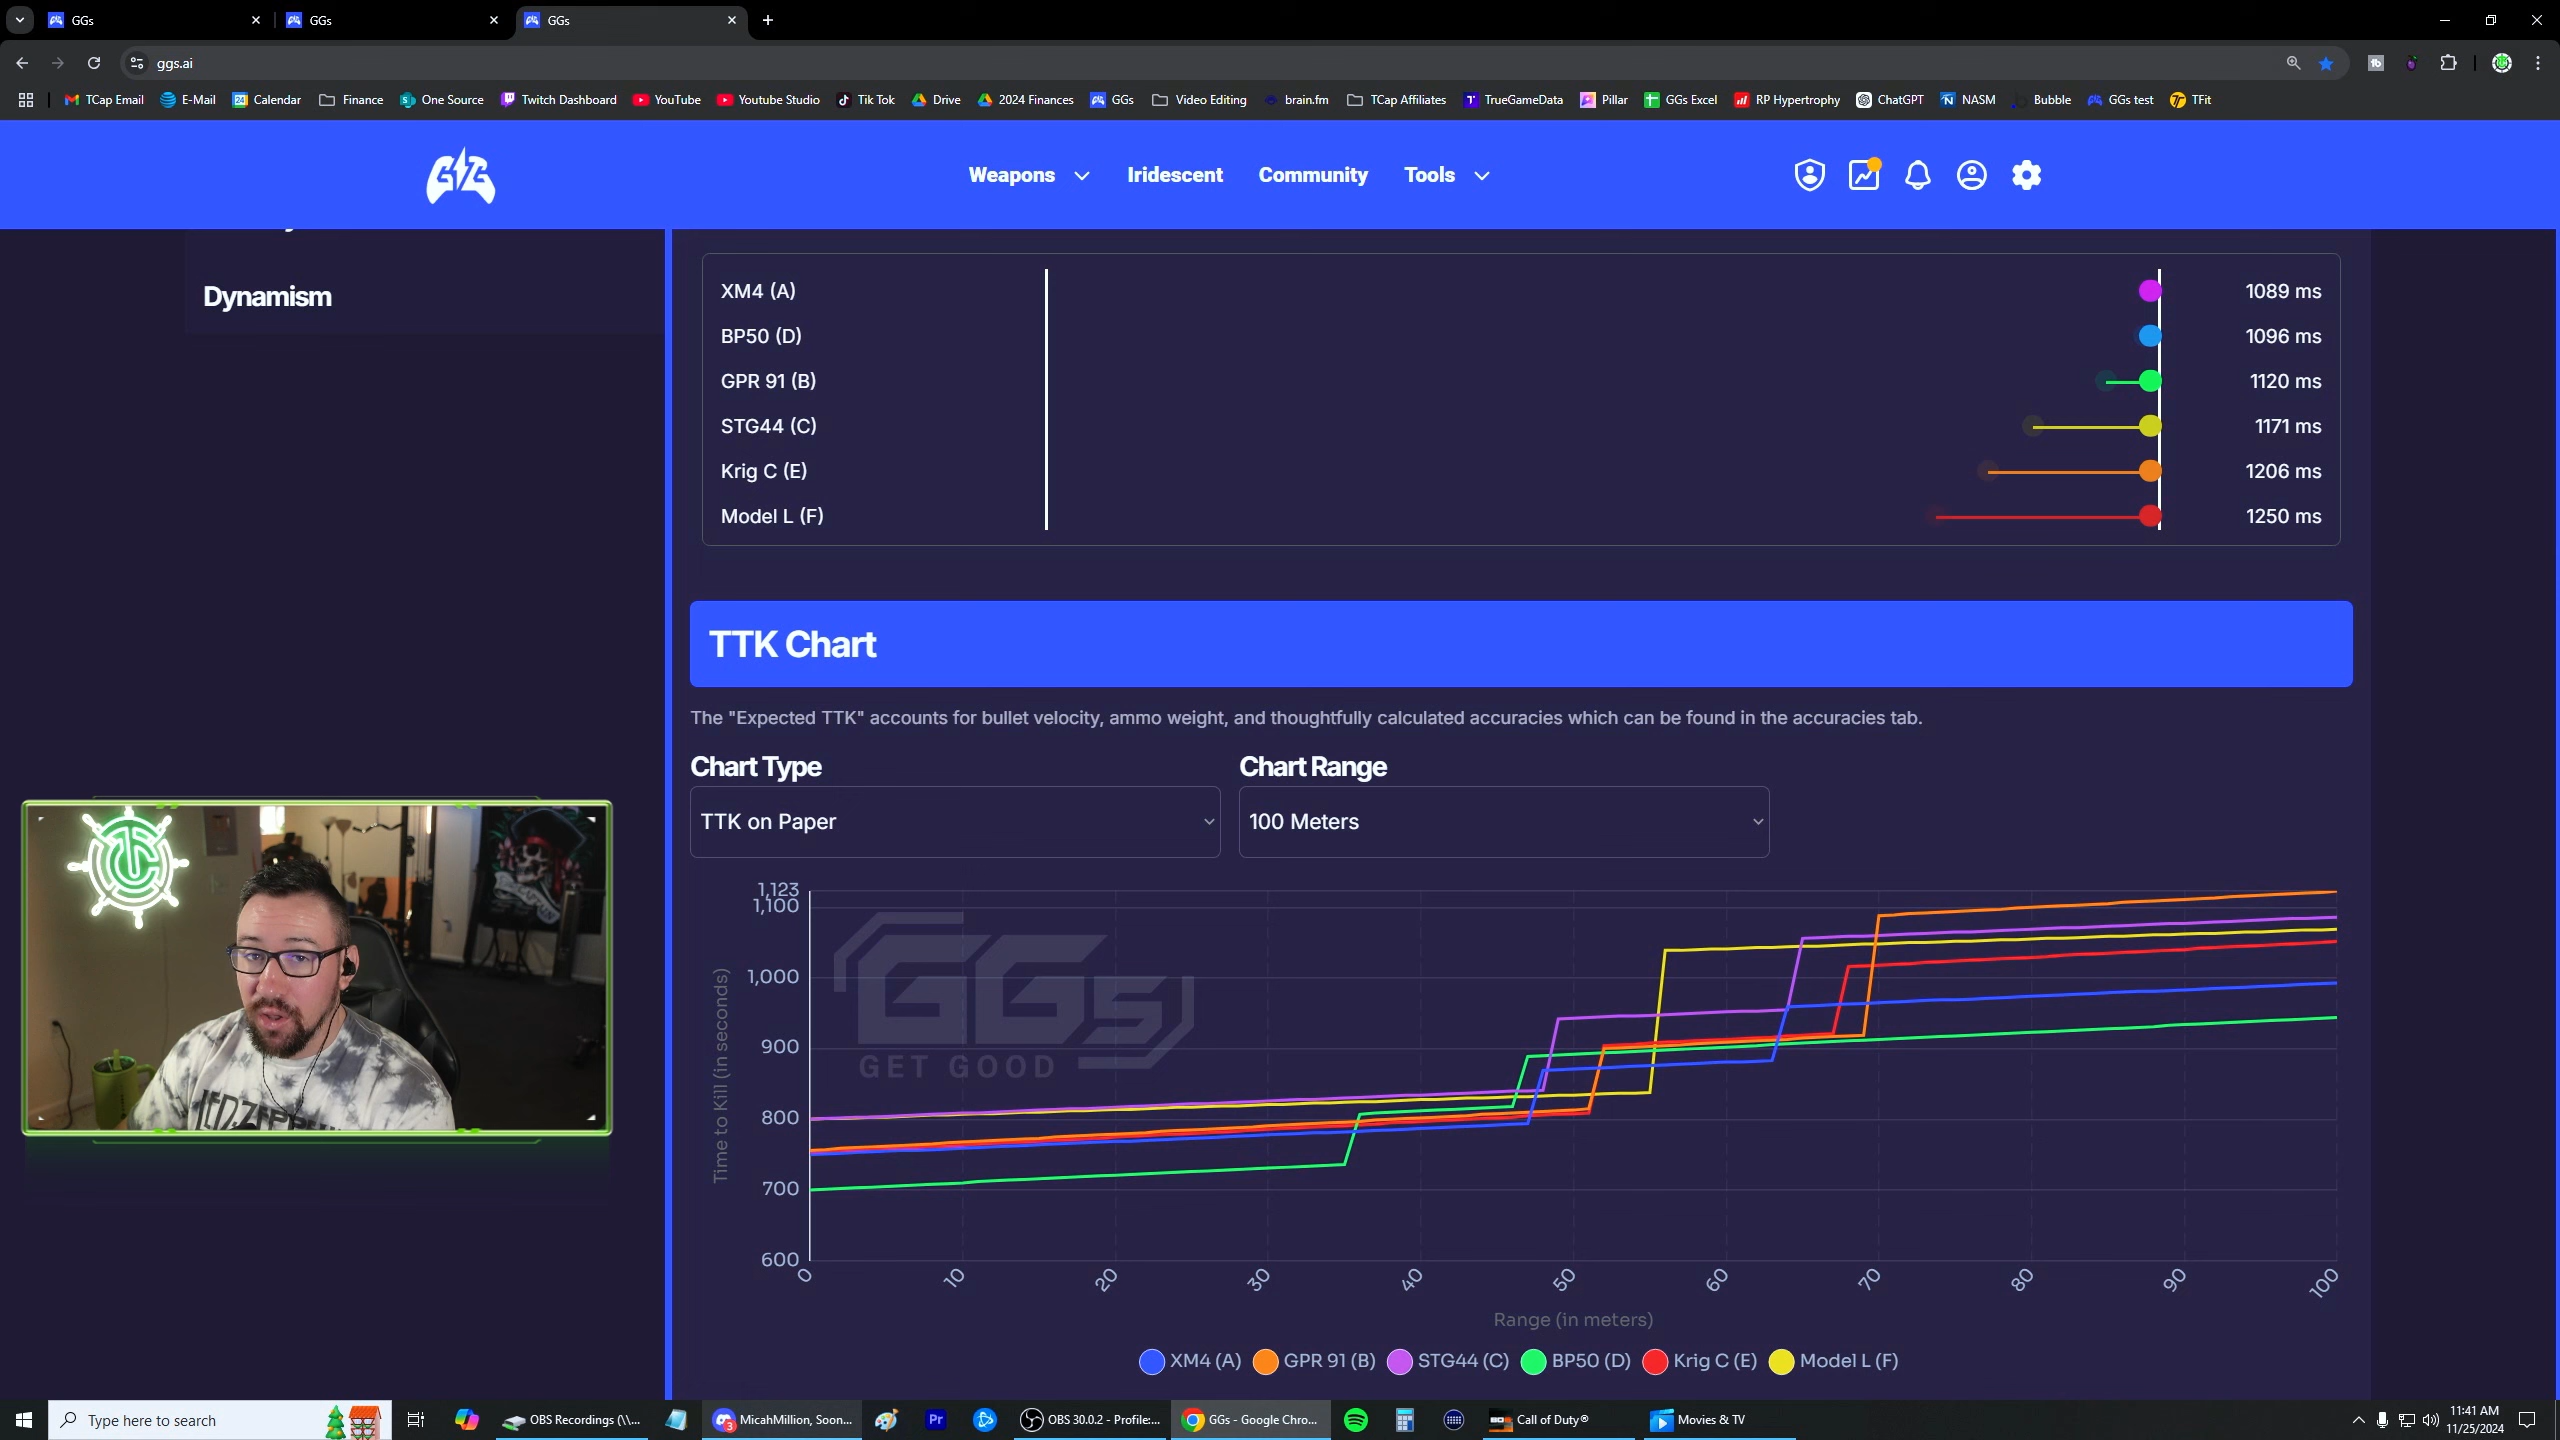 GGs
GGs
GGs
ggs.ai
TCap Email
E-Mail
Calendar
Finance
One Source
Twitch Dashboard
YouTube
Youtube Studio
Tik Tok
Drive
2024 Finances
GGs
Video Editing
brain.fm
TCap Affiliates
TrueGameData
Pillar
GGs Excel
RP Hypertrophy
ChatGPT
NASM
Bubble
GGs test
TFit
Weapons
Iridescent
Community
Tools
Dynamism
XM4 (A) 1089 ms
BP50 (D) 1096 ms
GPR 91 (B) 1120 ms
STG44 (C) 1171 ms
Krig C (E) 1206 ms
Model L (F) 1250 ms
TTK Chart
The "Expected TTK" accounts for bullet velocity, ammo weight, and thoughtfully calculated accuracies which can be found in the accuracies tab.
Chart Type
Chart Range
TTK on Paper
100 Meters
1,123
1,100
1,000
900
800
700
600
Time to Kill (in seconds)
GGs
GET GOOD
0 10 20 30 40 50 60 70 80 90 100
Range (in meters)
XM4 (A) GPR 91 (B) STG44 (C) BP50 (D) Krig C (E) Model L (F)
Type here to search
OBS Recordings (\\...
MicahMillion, Soon...
Pr
OBS 30.0.2 - Profile:...
GGs - Google Chro...
Call of Duty®
Movies & TV
11:41 AM
11/25/2024